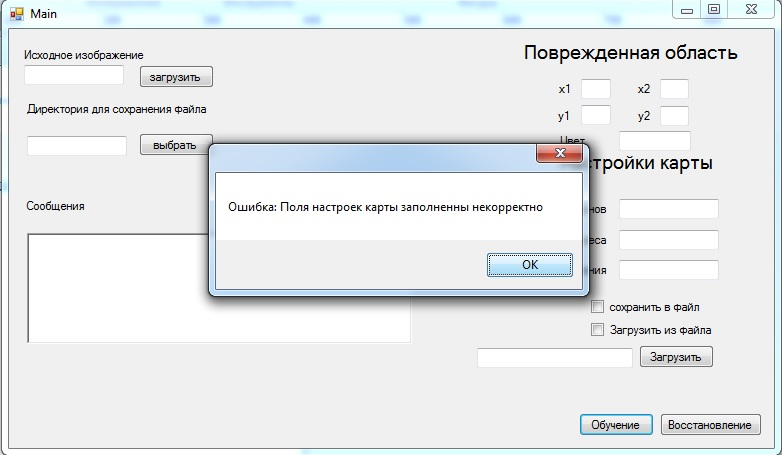 Main
Исходное изображение
загрузить
Директория для сохранения файла
выбрать
Сообщения
Поврежденная область
x1 x2
y1 y2
Цвет
Ошибка: Поля настроек карты заполненны некорректно
OK
стройки карты
нов
еса
ния
сохранить в файл
Загрузить из файла
Загрузить
Обучение
Восстановление